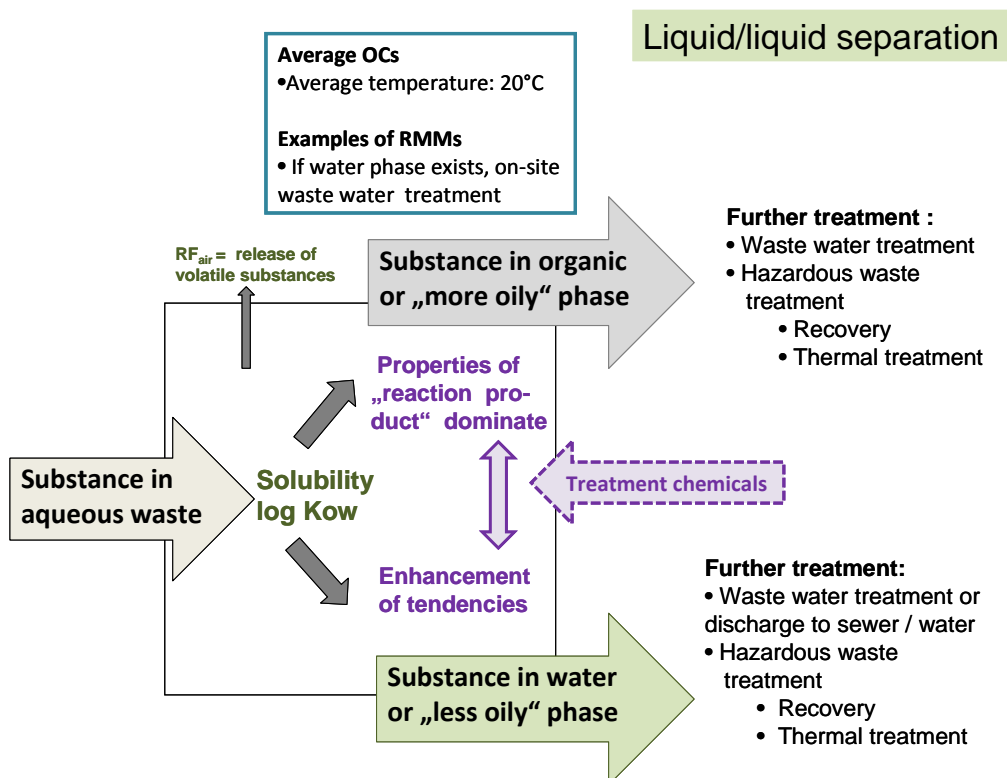 Liquid/liquid separation
Average OCs
•Average temperature: 20°C
Examples of RMMs
• If water phase exists, on-site
waste water treatment
RFair = release of
volatile substances
Substance in organic
or „more oily“ phase
Further treatment :
• Waste water treatment
• Hazardous waste
treatment
• Recovery
• Thermal treatment
Properties of
„reaction pro-
duct“ dominate
Substance in
aqueous waste
Solubility
log Kow
Treatment chemicals
Enhancement
of tendencies
Substance in water
or „less oily“ phase
Further treatment:
• Waste water treatment or
discharge to sewer / water
• Hazardous waste
treatment
• Recovery
• Thermal treatment